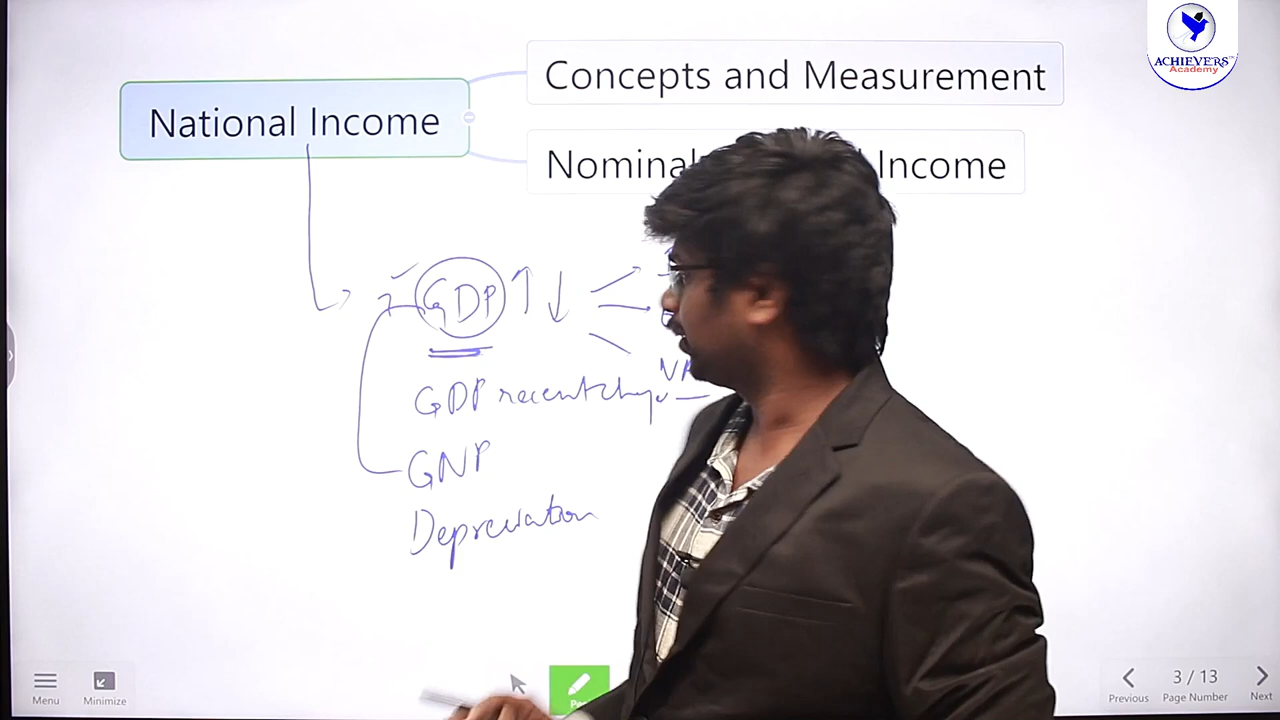 ACHIEVERS
Academy
Concepts and Measurement
National Income
Nominal Income
GDP
GDP recent
GNP
Depreciation
Menu
Minimize
3 / 13
Previous
Page Number
Next